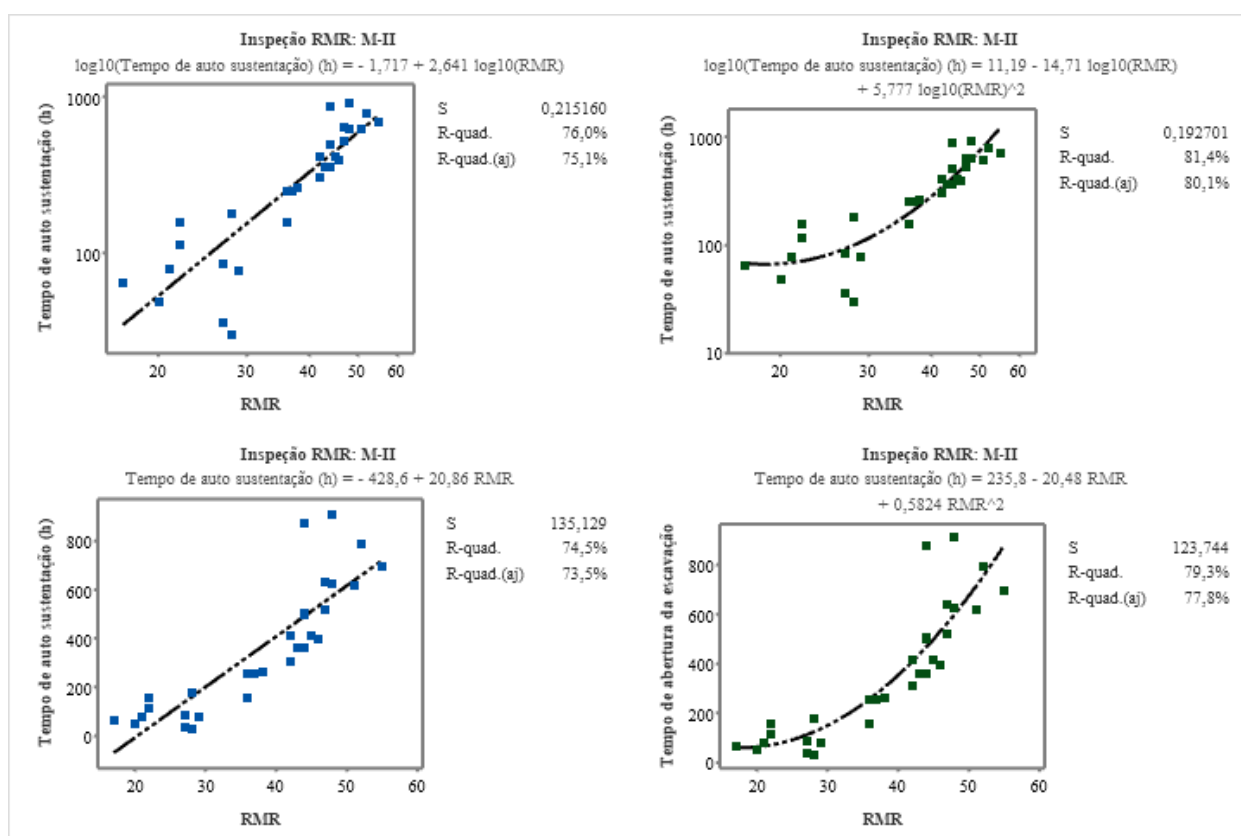 Inspeção RMR: M-II
log10(Tempo de auto sustentação) (h) = - 1,717 + 2,641 log10(RMR)
Tempo de auto sustentação (h)
1000
100
20
30
40
50
60
RMR
S 0,215160
R-quad. 76,0%
R-quad.(aj) 75,1%
Inspeção RMR: M-II
log10(Tempo de auto sustentação) (h) = 11,19 - 14,71 log10(RMR)
+ 5,777 log10(RMR)^2
Tempo de auto sustentação (h)
1000
100
10
20
30
40
50
60
RMR
S 0,192701
R-quad. 81,4%
R-quad.(aj) 80,1%
Inspeção RMR: M-II
Tempo de auto sustentação (h) = - 428,6 + 20,86 RMR
Tempo de auto sustentação (h)
800
600
400
200
0
20
30
40
50
60
RMR
S 135,129
R-quad. 74,5%
R-quad.(aj) 73,5%
Inspeção RMR: M-II
Tempo de auto sustentação (h) = 235,8 - 20,48 RMR
+ 0,5824 RMR^2
Tempo de abertura da escavação
800
600
400
200
0
20
30
40
50
60
RMR
S 123,744
R-quad. 79,3%
R-quad.(aj) 77,8%